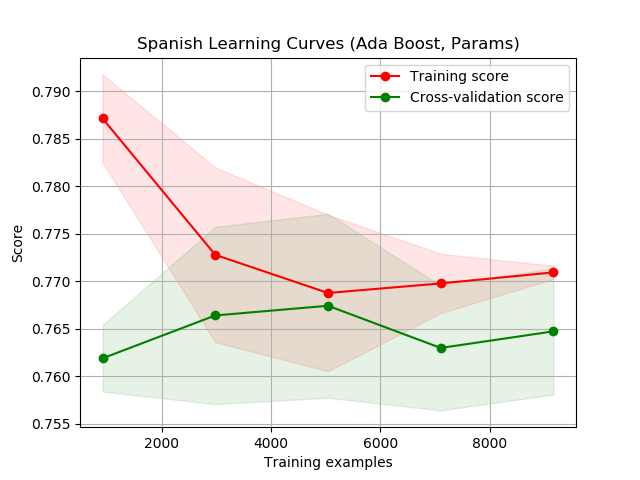 Spanish Learning Curves (Ada Boost, Params)
Training score
Cross-validation score
0.790
0.785
0.780
0.775
0.770
0.765
0.760
0.755
Score
2000 4000 6000 8000
Training examples